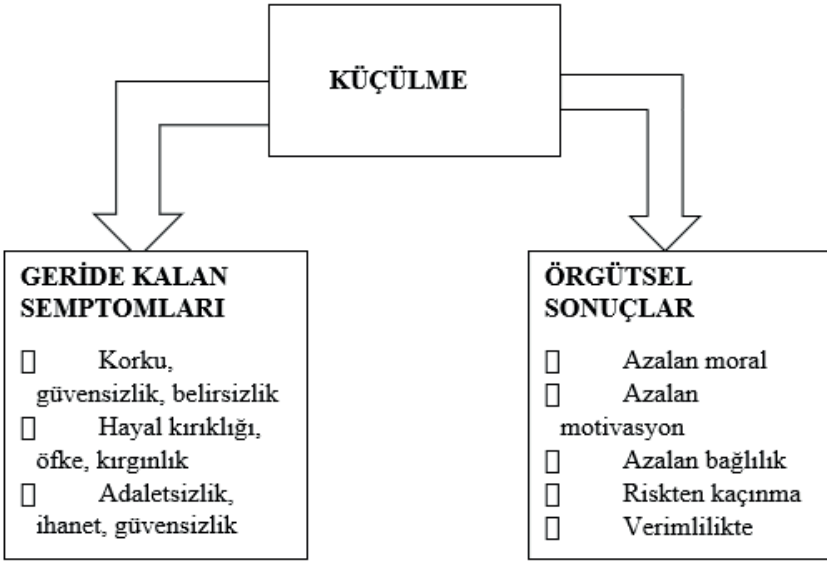 KÜÇÜLME
GERİDE KALAN
SEMPTOMLARI
▯ Korku,
güvensizlik, belirsizlik
▯ Hayal kırıklığı,
öfke, kırgınlık
▯ Adaletsizlik,
ihanet, güvensizlik
ÖRGÜTSEL
SONUÇLAR
▯ Azalan moral
▯ Azalan
motivasyon
▯ Azalan bağlılık
▯ Riskten kaçınma
▯ Verimlilikte